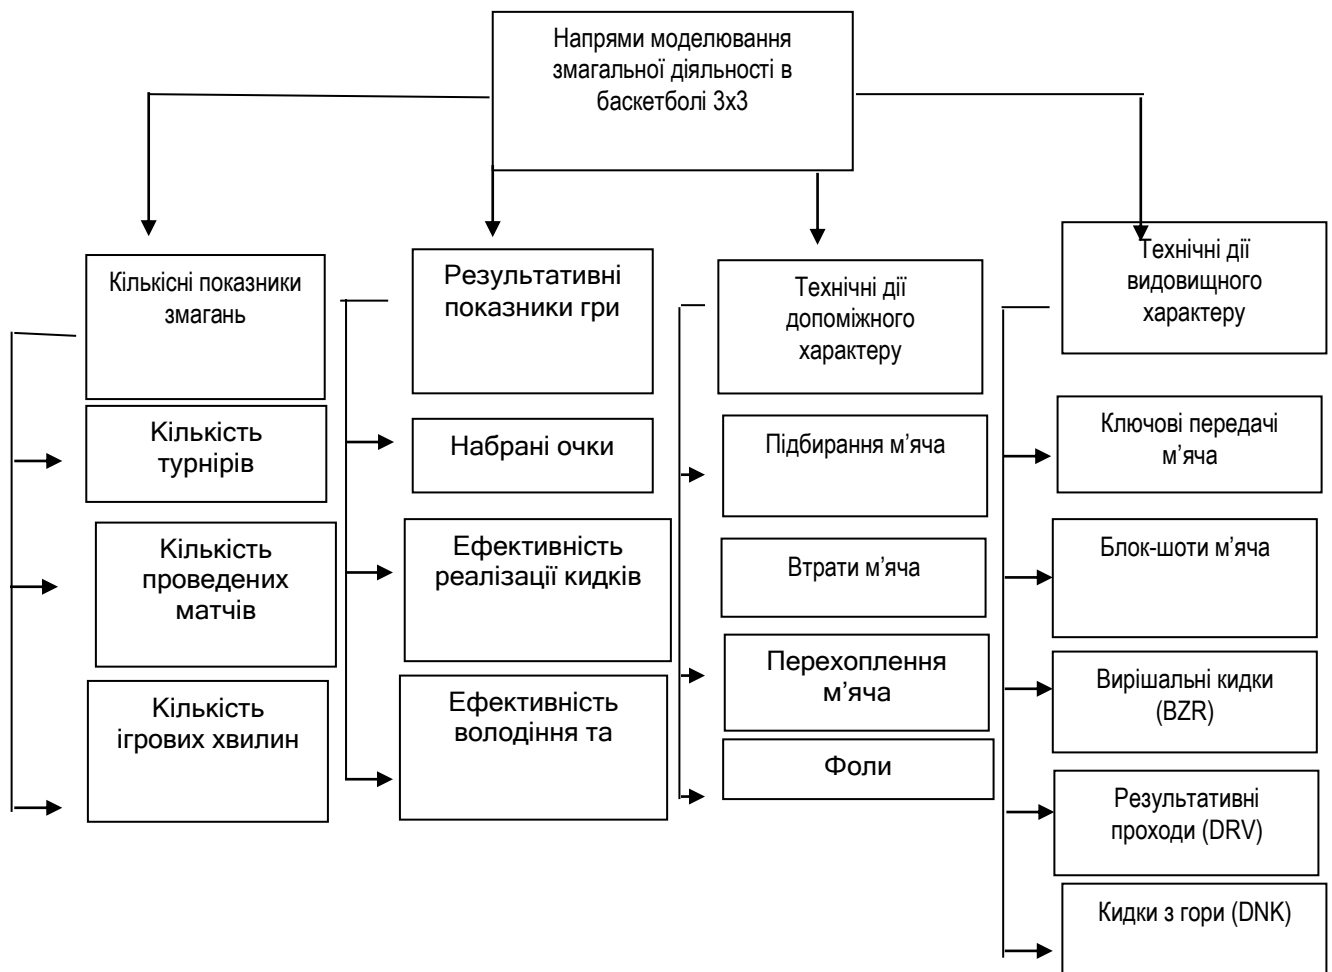 Напрями моделювання
змагальної діяльності в
баскетболі 3х3
Кількісні показники
змагань
Кількість
турнірів
Кількість
проведених
матчів
Кількість
ігрових хвилин
Результативні
показники гри
Набрані очки
Ефективність
реалізації кидків
Ефективність
володіння та
Технічні дії
допоміжного
характеру
Підбирання м’яча
Втрати м’яча
Перехоплення
м’яча
Фоли
Технічні дії
видовищного
характеру
Ключові передачі
м’яча
Блок-шоти м’яча
Вирішальні кидки
(BZR)
Результативні
проходи (DRV)
Кидки з гори (DNK)